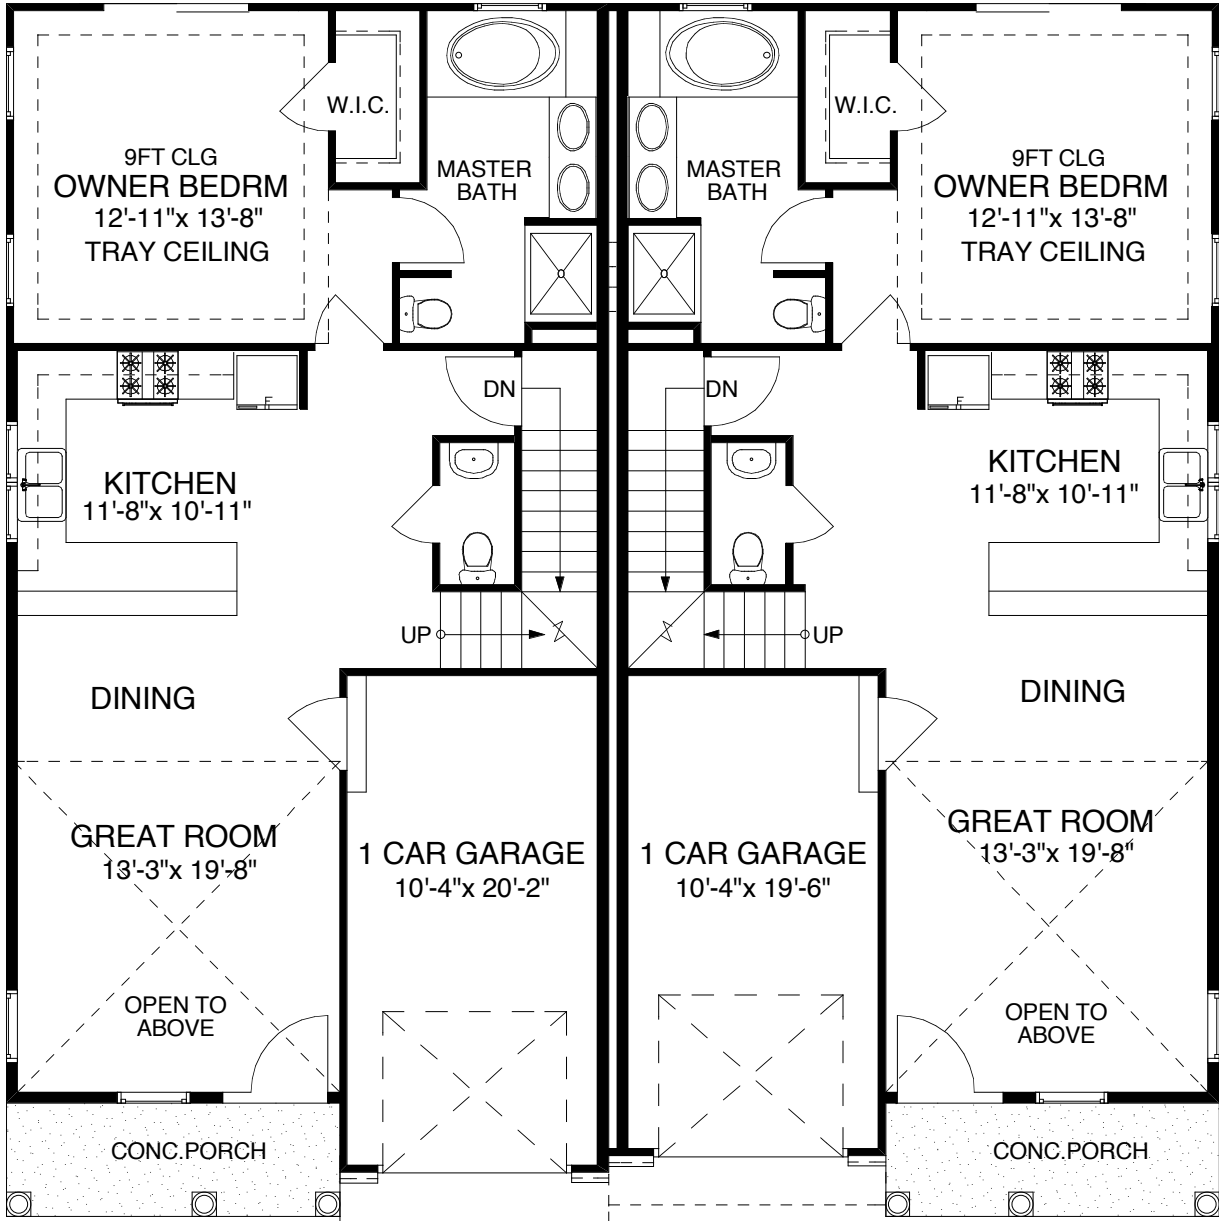 W.I.C.
9FT CLG
OWNER BEDRM
12'-11"x 13'-8"
TRAY CEILING
MASTER
BATH
MASTER
BATH
W.I.C.
9FT CLG
OWNER BEDRM
12'-11"x 13'-8"
TRAY CEILING
F
DN
DN
F
KITCHEN
11'-8"x 10'-11"
KITCHEN
11'-8"x 10'-11"
UP
UP
DINING
DINING
GREAT ROOM
13'-3"x 19'-8"
1 CAR GARAGE
10'-4"x 20'-2"
1 CAR GARAGE
10'-4"x 19'-6"
GREAT ROOM
13'-3"x 19'-8"
OPEN TO
ABOVE
OPEN TO
ABOVE
CONC.PORCH
CONC.PORCH